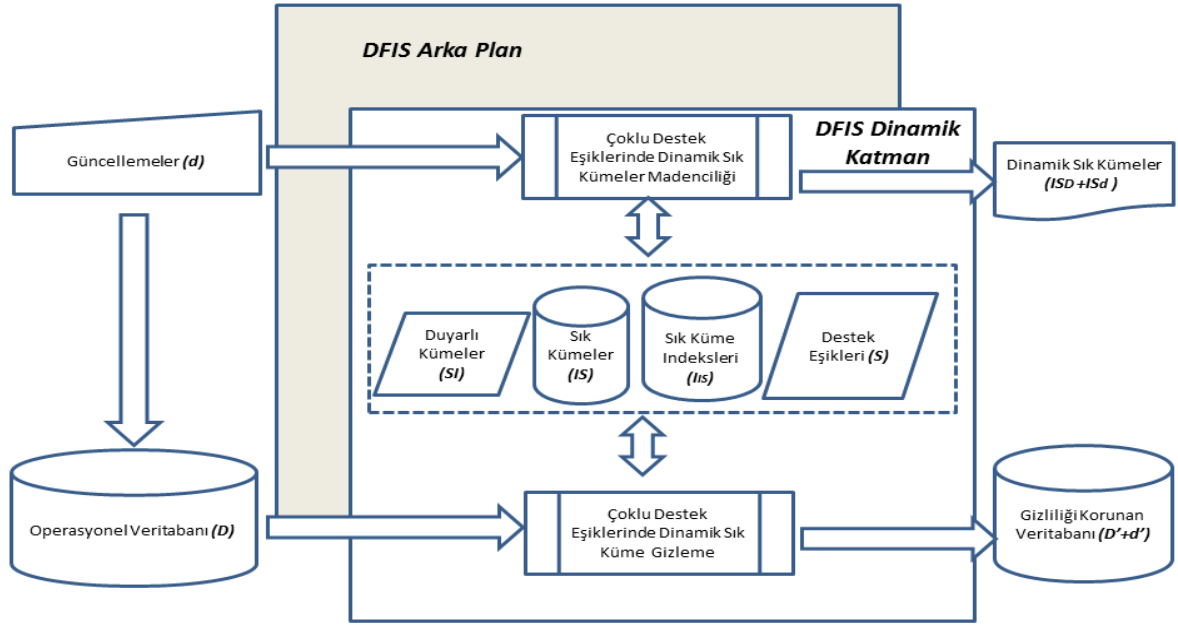 DFIS Arka Plan
DFIS Dinamik
Katman
Güncellemeler (d)
Çoklu Destek
Eşiklerinde Dinamik Sık
Kümeler Madenciliği
Dinamik Sık Kümeler
(ISD+ISd )
Duyarlı
Kümeler
(SI)
Sık
Kümeler
(IS)
Sık Küme
Indeksleri
(IIS)
Destek
Eşikleri (S)
Operasyonel Veritabanı (D)
Çoklu Destek
Eşiklerinde Dinamik Sık
Küme Gizleme
Gizliliği Korunan
Veritabanı (D’+d’)